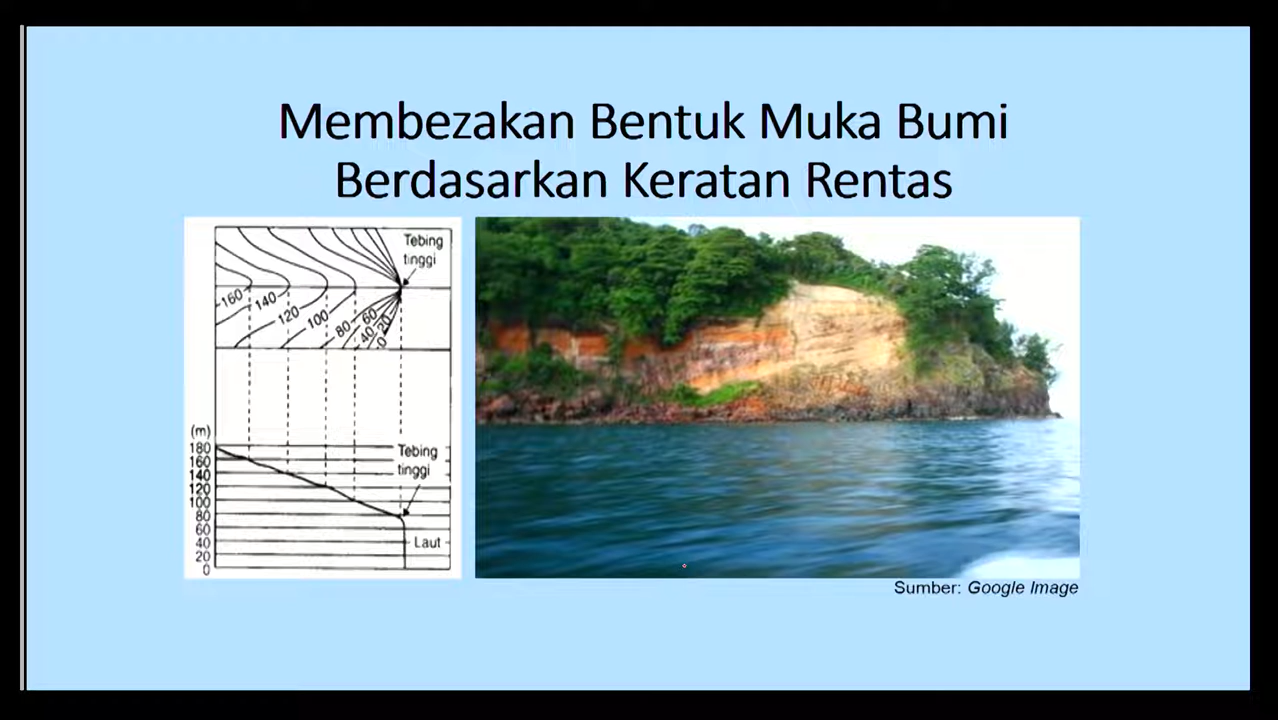 Membezakan Bentuk Muka Bumi
Berdasarkan Keratan Rentas
Tebing
tinggi
160
140
120
100
80
60
40
20
0
(m)
180
160
140
120
100
80
60
40
20
0
Tebing
tinggi
Laut
Sumber: Google Image